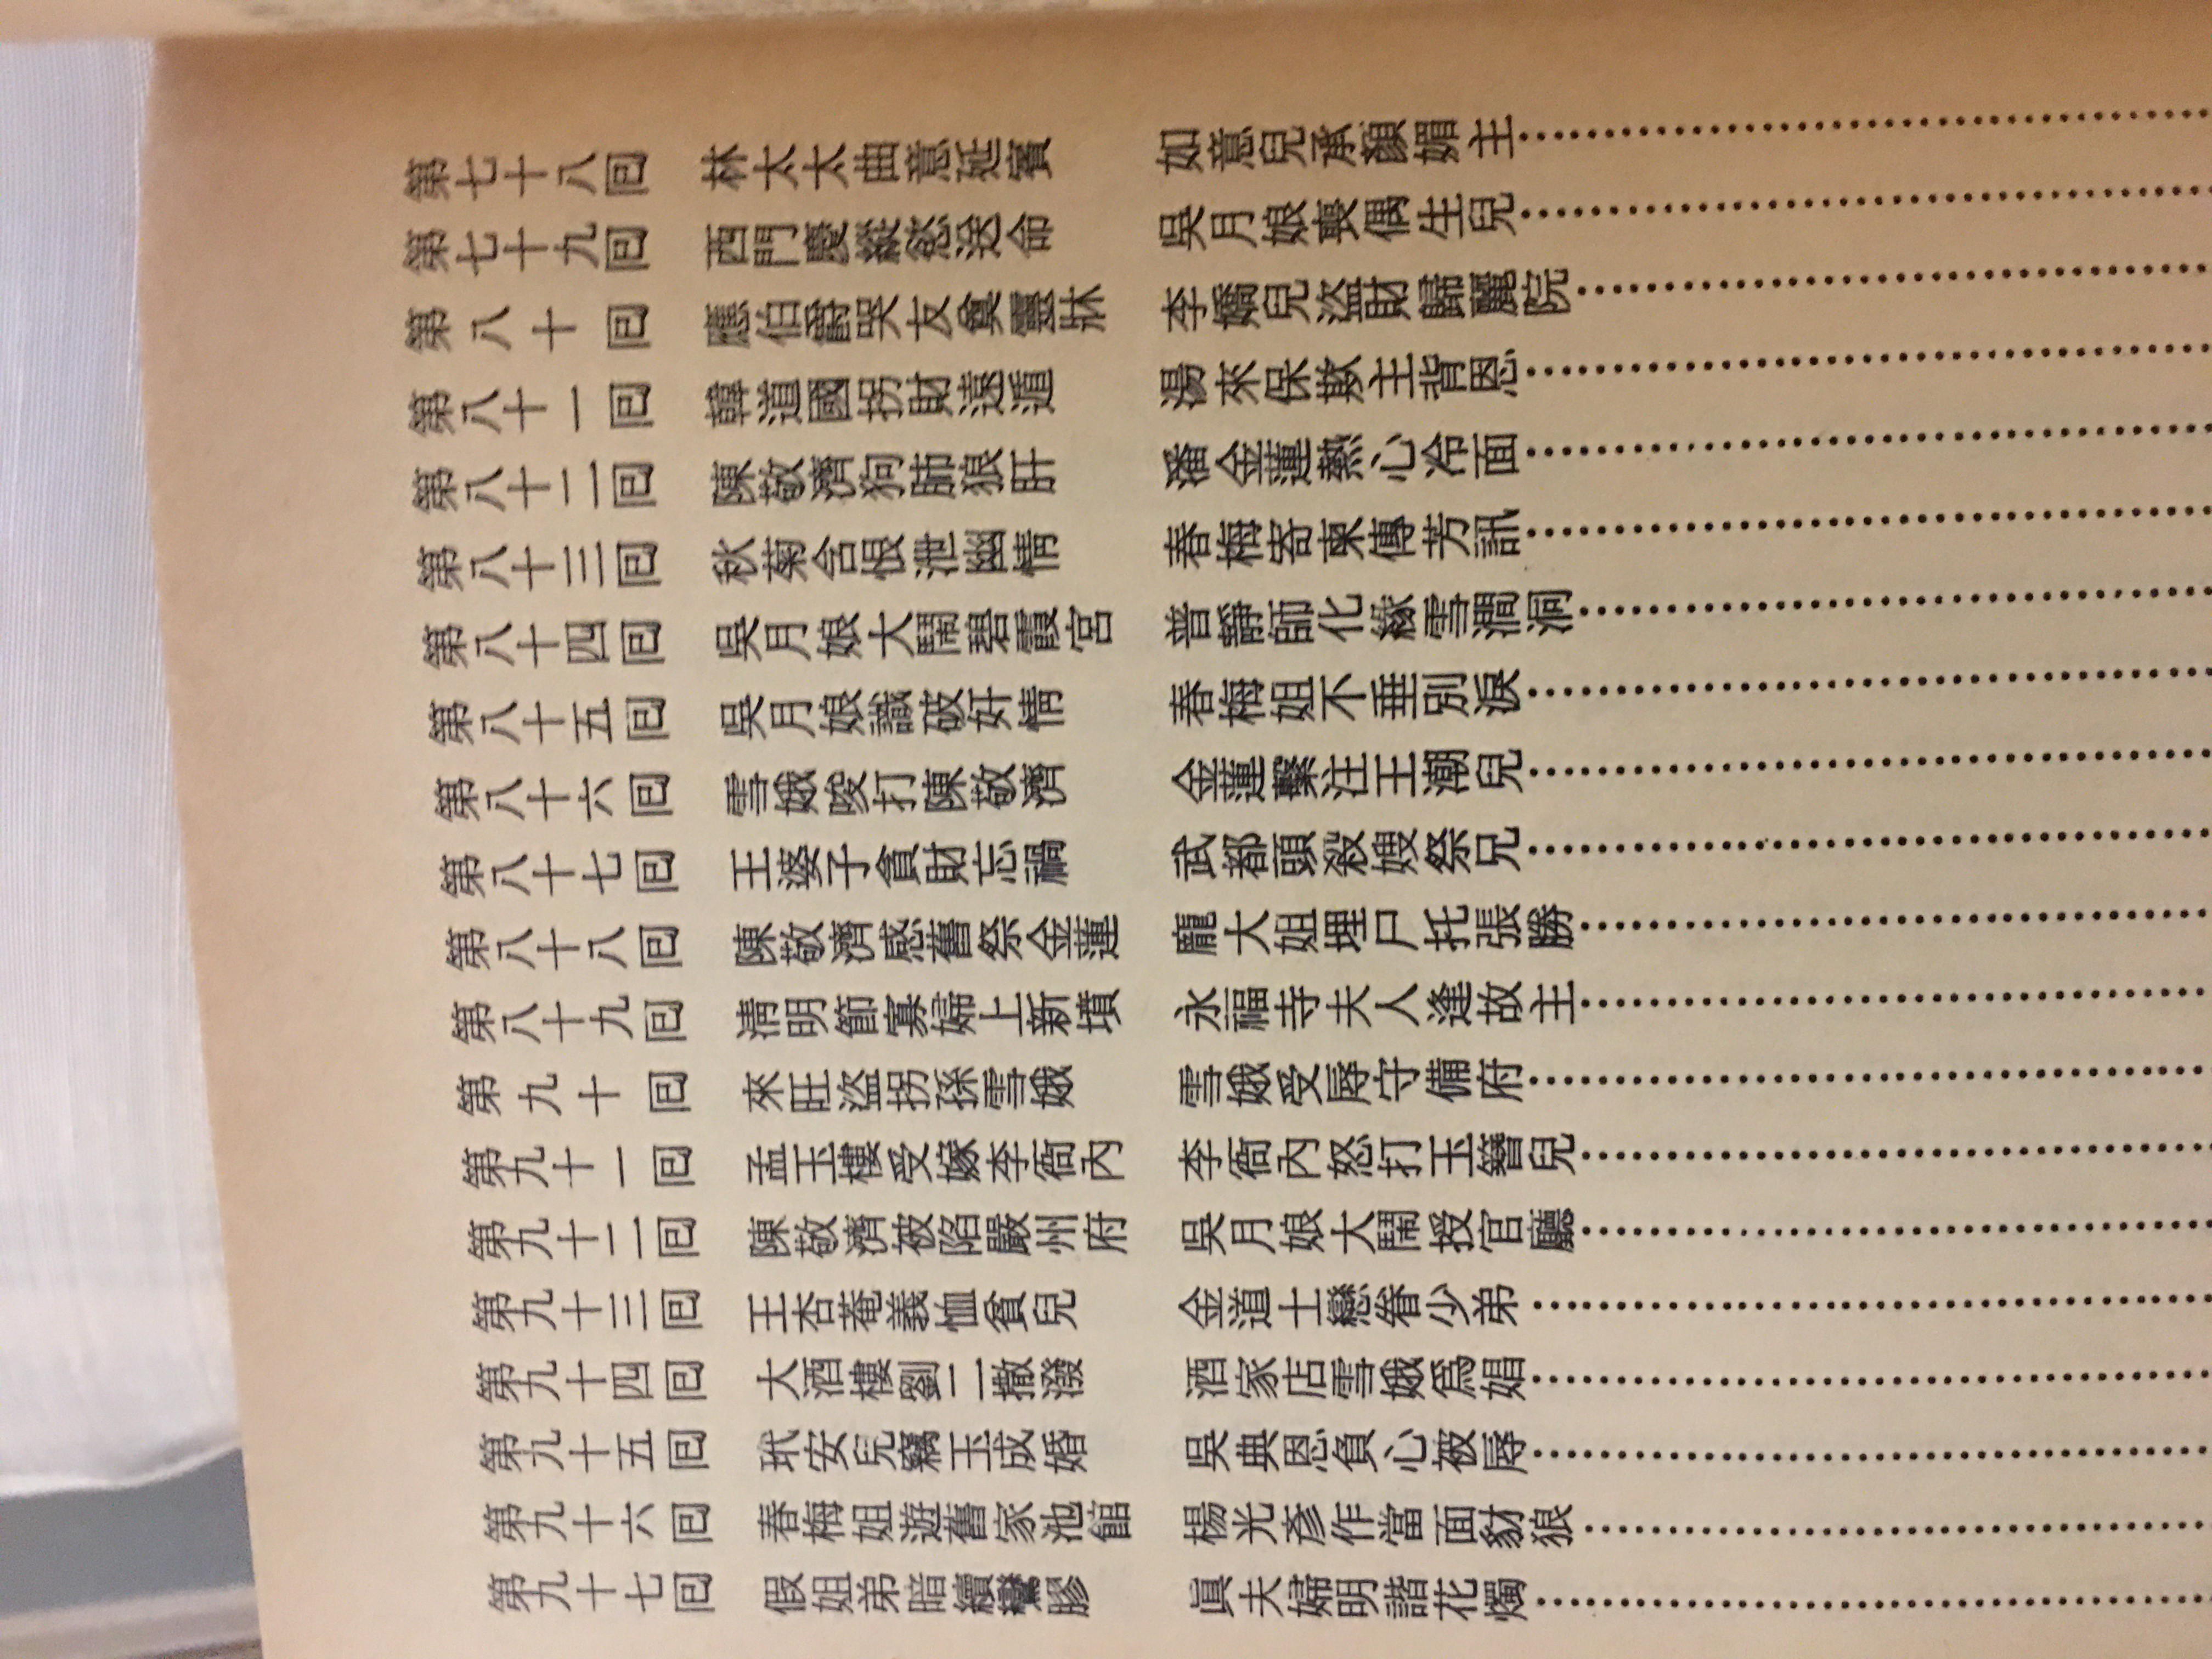 第七十八回 林太太曲意延賓 如意兒承顏媚主
第七十九回 西門慶縱慾送命 吳月娘喪偶生兒
第八十回 應伯爵哭友奠靈牀 李嬌兒盜財歸麗院
第八十一回 韓道國拐財遠遁 湯來保欺主背恩
第八十二回 陳敬濟狗肺狼肝 潘金蓮熱心冷面
第八十三回 秋菊含恨泄幽情 春梅寄柬傳芳訊
第八十四回 吳月娘大鬧碧霞宮 普靜師化緣雪澗洞
第八十五回 吳月娘識破奸情 春梅姐不垂別淚
第八十六回 雪娥唆打陳敬濟 金蓮繫注王潮兒
第八十七回 王婆子貪財忘禍 武都頭殺嫂祭兄
第八十八回 陳敬濟感舊祭金蓮 龐大姐埋尸托張勝
第八十九回 清明節寡婦上新墳 永福寺夫人逢故主
第九十回 來旺盜拐孫雪娥 雪娥受辱守備府
第九十一回 孟玉樓受嫁李衙內 李衙內怒打玉簪兒
第九十二回 陳敬濟被陷嚴州府 吳月娘大鬧授官廳
第九十三回 王杏菴義恤貧兒 金道士戀眷少弟
第九十四回 大酒樓劉二撒潑 酒家店雪娥爲娼
第九十五回 玳安兒竊玉成婚 吳典恩負心被辱
第九十六回 春梅姐遊舊家池館 楊光彥作當面豺狼
第九十七回 假姐弟暗續鸞膠 眞夫婦明諧花燭